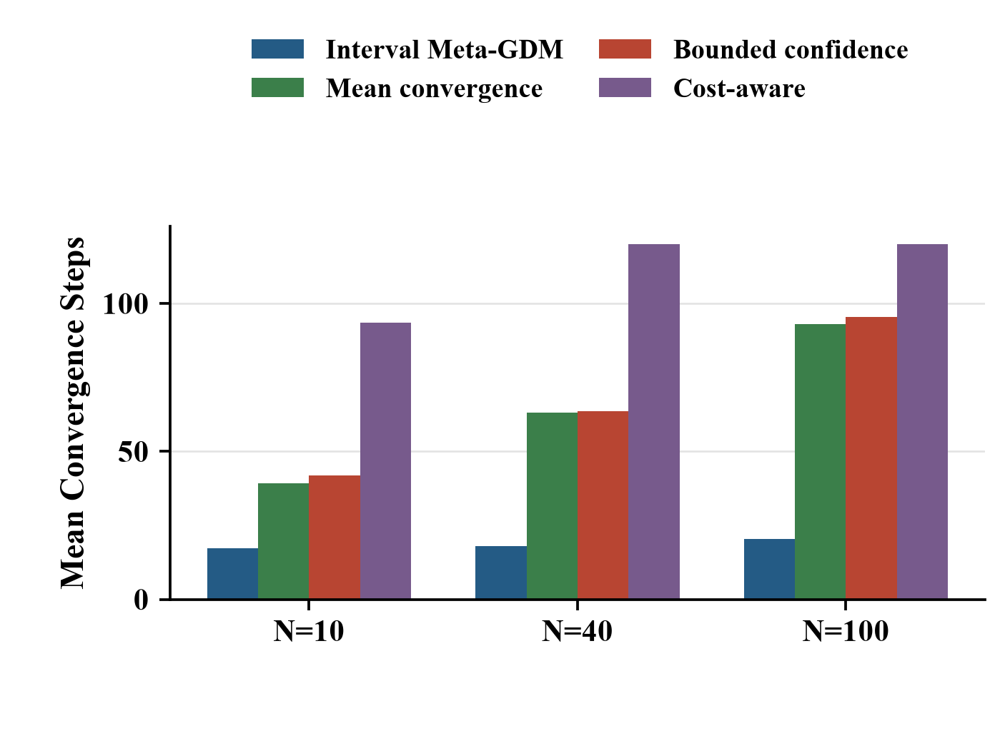 Interval Meta-GDM
Mean convergence
Bounded confidence
Cost-aware
Mean Convergence Steps
100
50
0
N=10
N=40
N=100